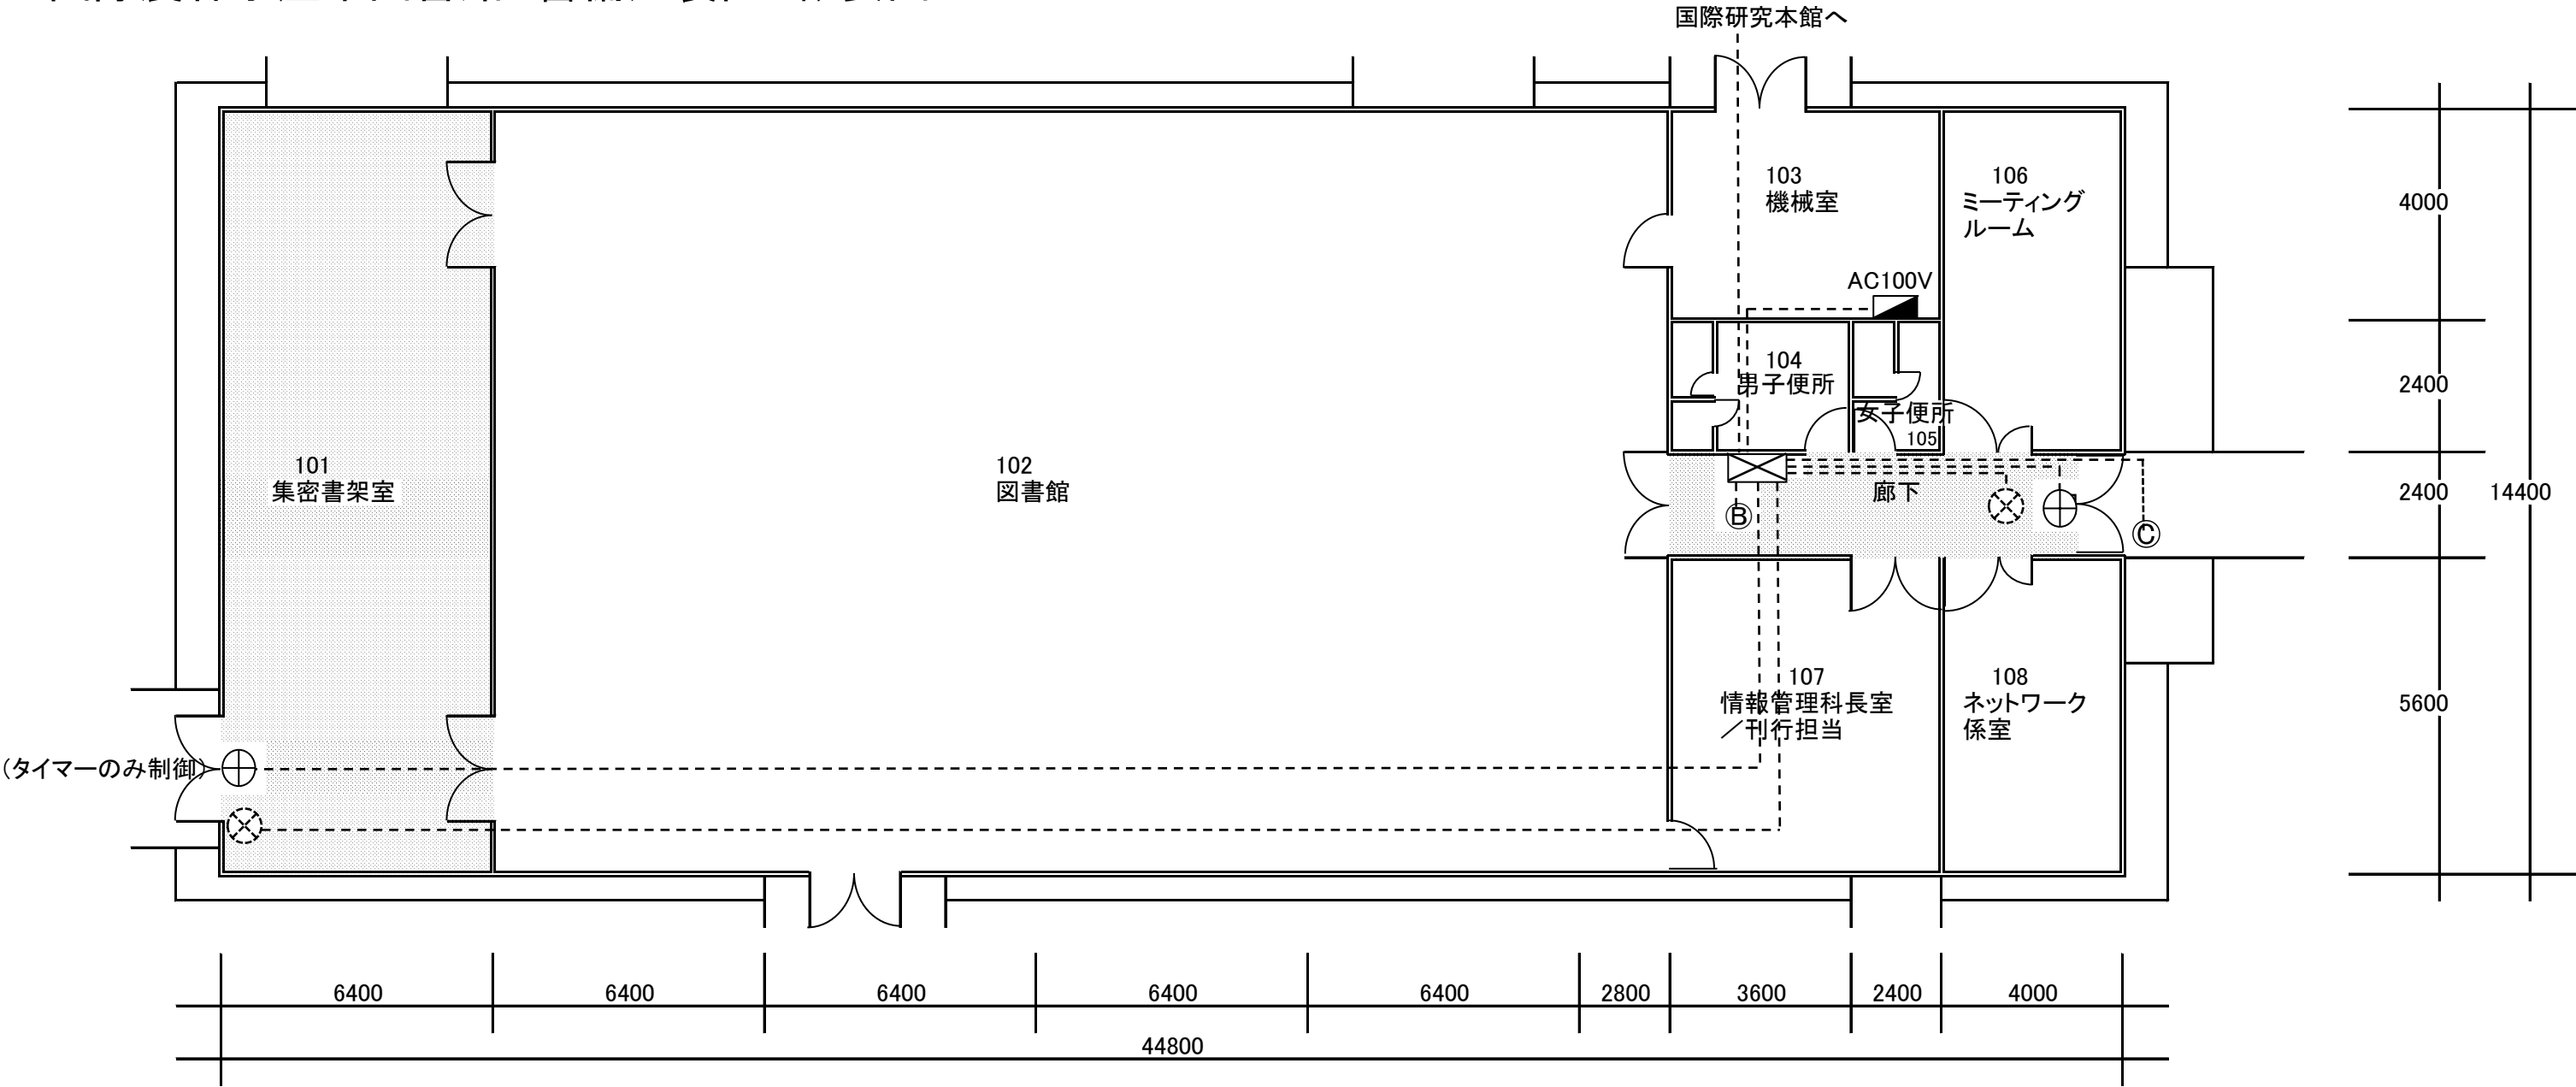 国際研究本館へ
103
機械室
106
ミーティング
ルーム
AC100V
104
男子便所
女子便所
105
101
集密書架室
102
図書館
廊下
B
C
107
情報管理科長室
／刊行担当
108
ネットワーク
係室
(タイマーのみ制御)
4000
2400
2400
14400
5600
6400
6400
6400
6400
6400
2800
3600
2400
4000
44800